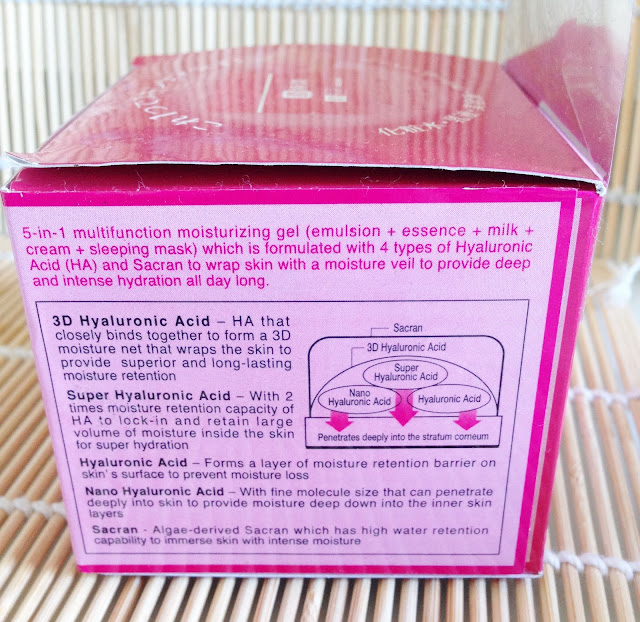 5-in-1 multifunction moisturizing gel (emulsion + essence + milk +
cream + sleeping mask) which is formulated with 4 types of Hyaluronic
Acid (HA) and Sacran to wrap skin with a moisture veil to provide deep
and intense hydration all day long.
3D Hyaluronic Acid – HA that
closely binds together to form a 3D
moisture net that wraps the skin to
provide superior and long-lasting
moisture retention
Super Hyaluronic Acid – With 2
times moisture retention capacity of
HA to lock-in and retain large
volume of moisture inside the skin
for super hydration
Sacran
3D Hyaluronic Acid
Super
Hyaluronic Acid
Nano
Hyaluronic Acid
Hyaluronic Acid
Penetrates deeply into the stratum corneum
Hyaluronic Acid – Forms a layer of moisture retention barrier on
skin's surface to prevent moisture loss
Nano Hyaluronic Acid – With fine molecule size that can penetrate
deeply into skin to provide moisture deep down into the inner skin
layers
Sacran - Algae-derived Sacran which has high water retention
capability to immerse skin with intense moisture